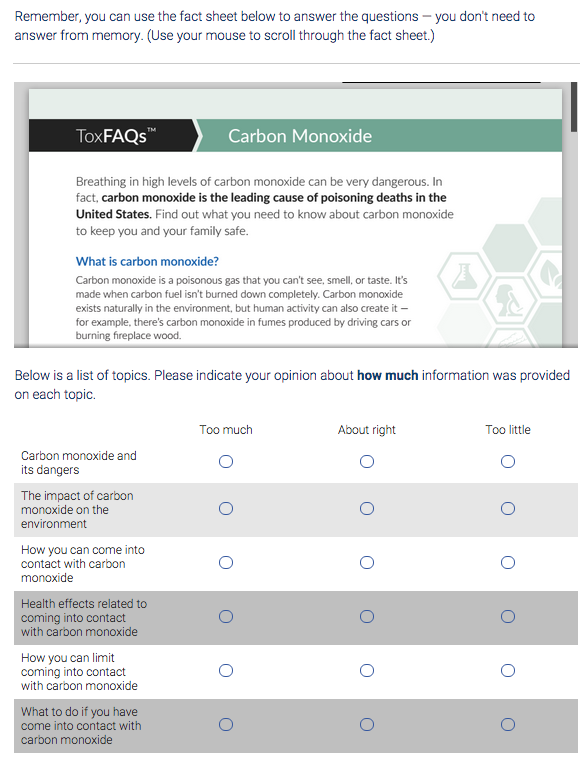 Remember, you can use the fact sheet below to answer the questions — you don't need to
answer from memory. (Use your mouse to scroll through the fact sheet.)
ToxFAQs™
Carbon Monoxide
Breathing in high levels of carbon monoxide can be very dangerous. In
fact, carbon monoxide is the leading cause of poisoning deaths in the
United States. Find out what you need to know about carbon monoxide
to keep you and your family safe.
What is carbon monoxide?
Carbon monoxide is a poisonous gas that you can't see, smell, or taste. It's
made when carbon fuel isn't burned down completely. Carbon monoxide
exists naturally in the environment, but human activity can also create it —
for example, there's carbon monoxide in fumes produced by driving cars or
burning fireplace wood.
Below is a list of topics. Please indicate your opinion about how much information was provided
on each topic.
Too much About right Too little
Carbon monoxide and
its dangers
The impact of carbon
monoxide on the
environment
How you can come into
contact with carbon
monoxide
Health effects related to
coming into contact
with carbon monoxide
How you can limit
coming into contact
with carbon monoxide
What to do if you have
come into contact with
carbon monoxide